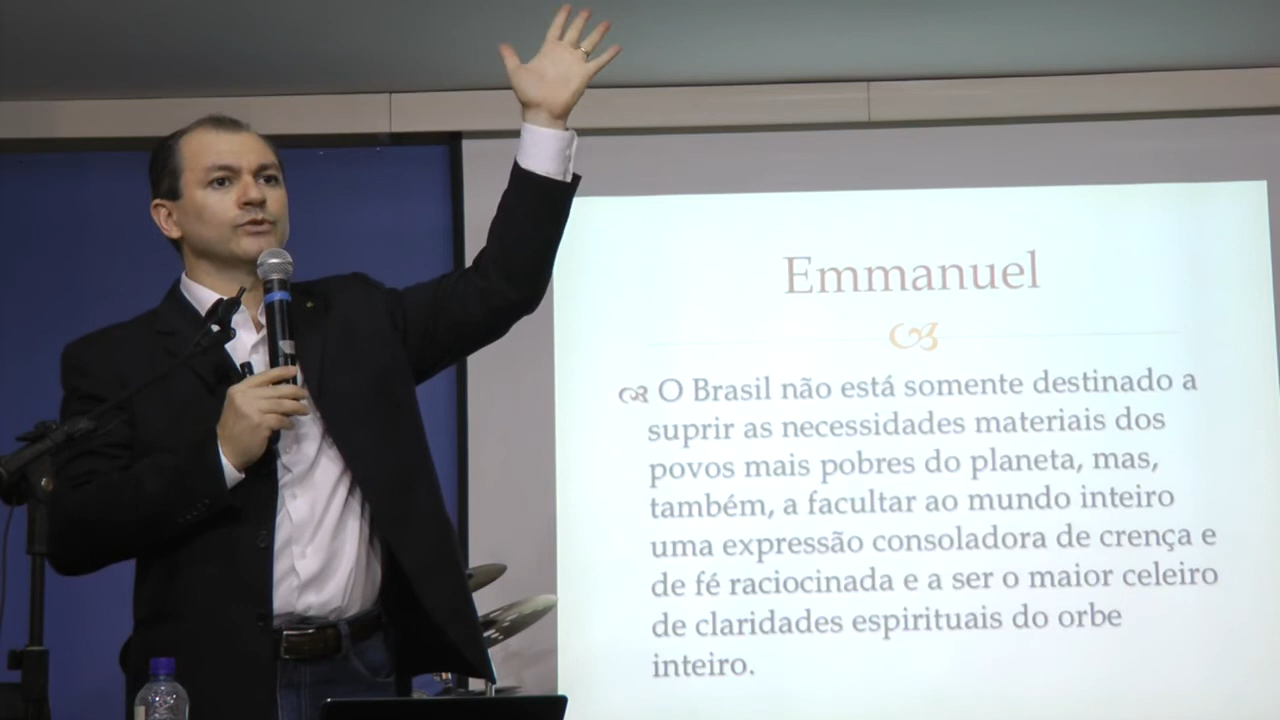 Emmanuel
O Brasil não está somente destinado a
suprir as necessidades materiais dos
povos mais pobres do planeta, mas,
também, a facultar ao mundo inteiro
uma expressão consoladora de crença e
de fé raciocinada e a ser o maior celeiro
de claridades espirituais do orbe
inteiro.